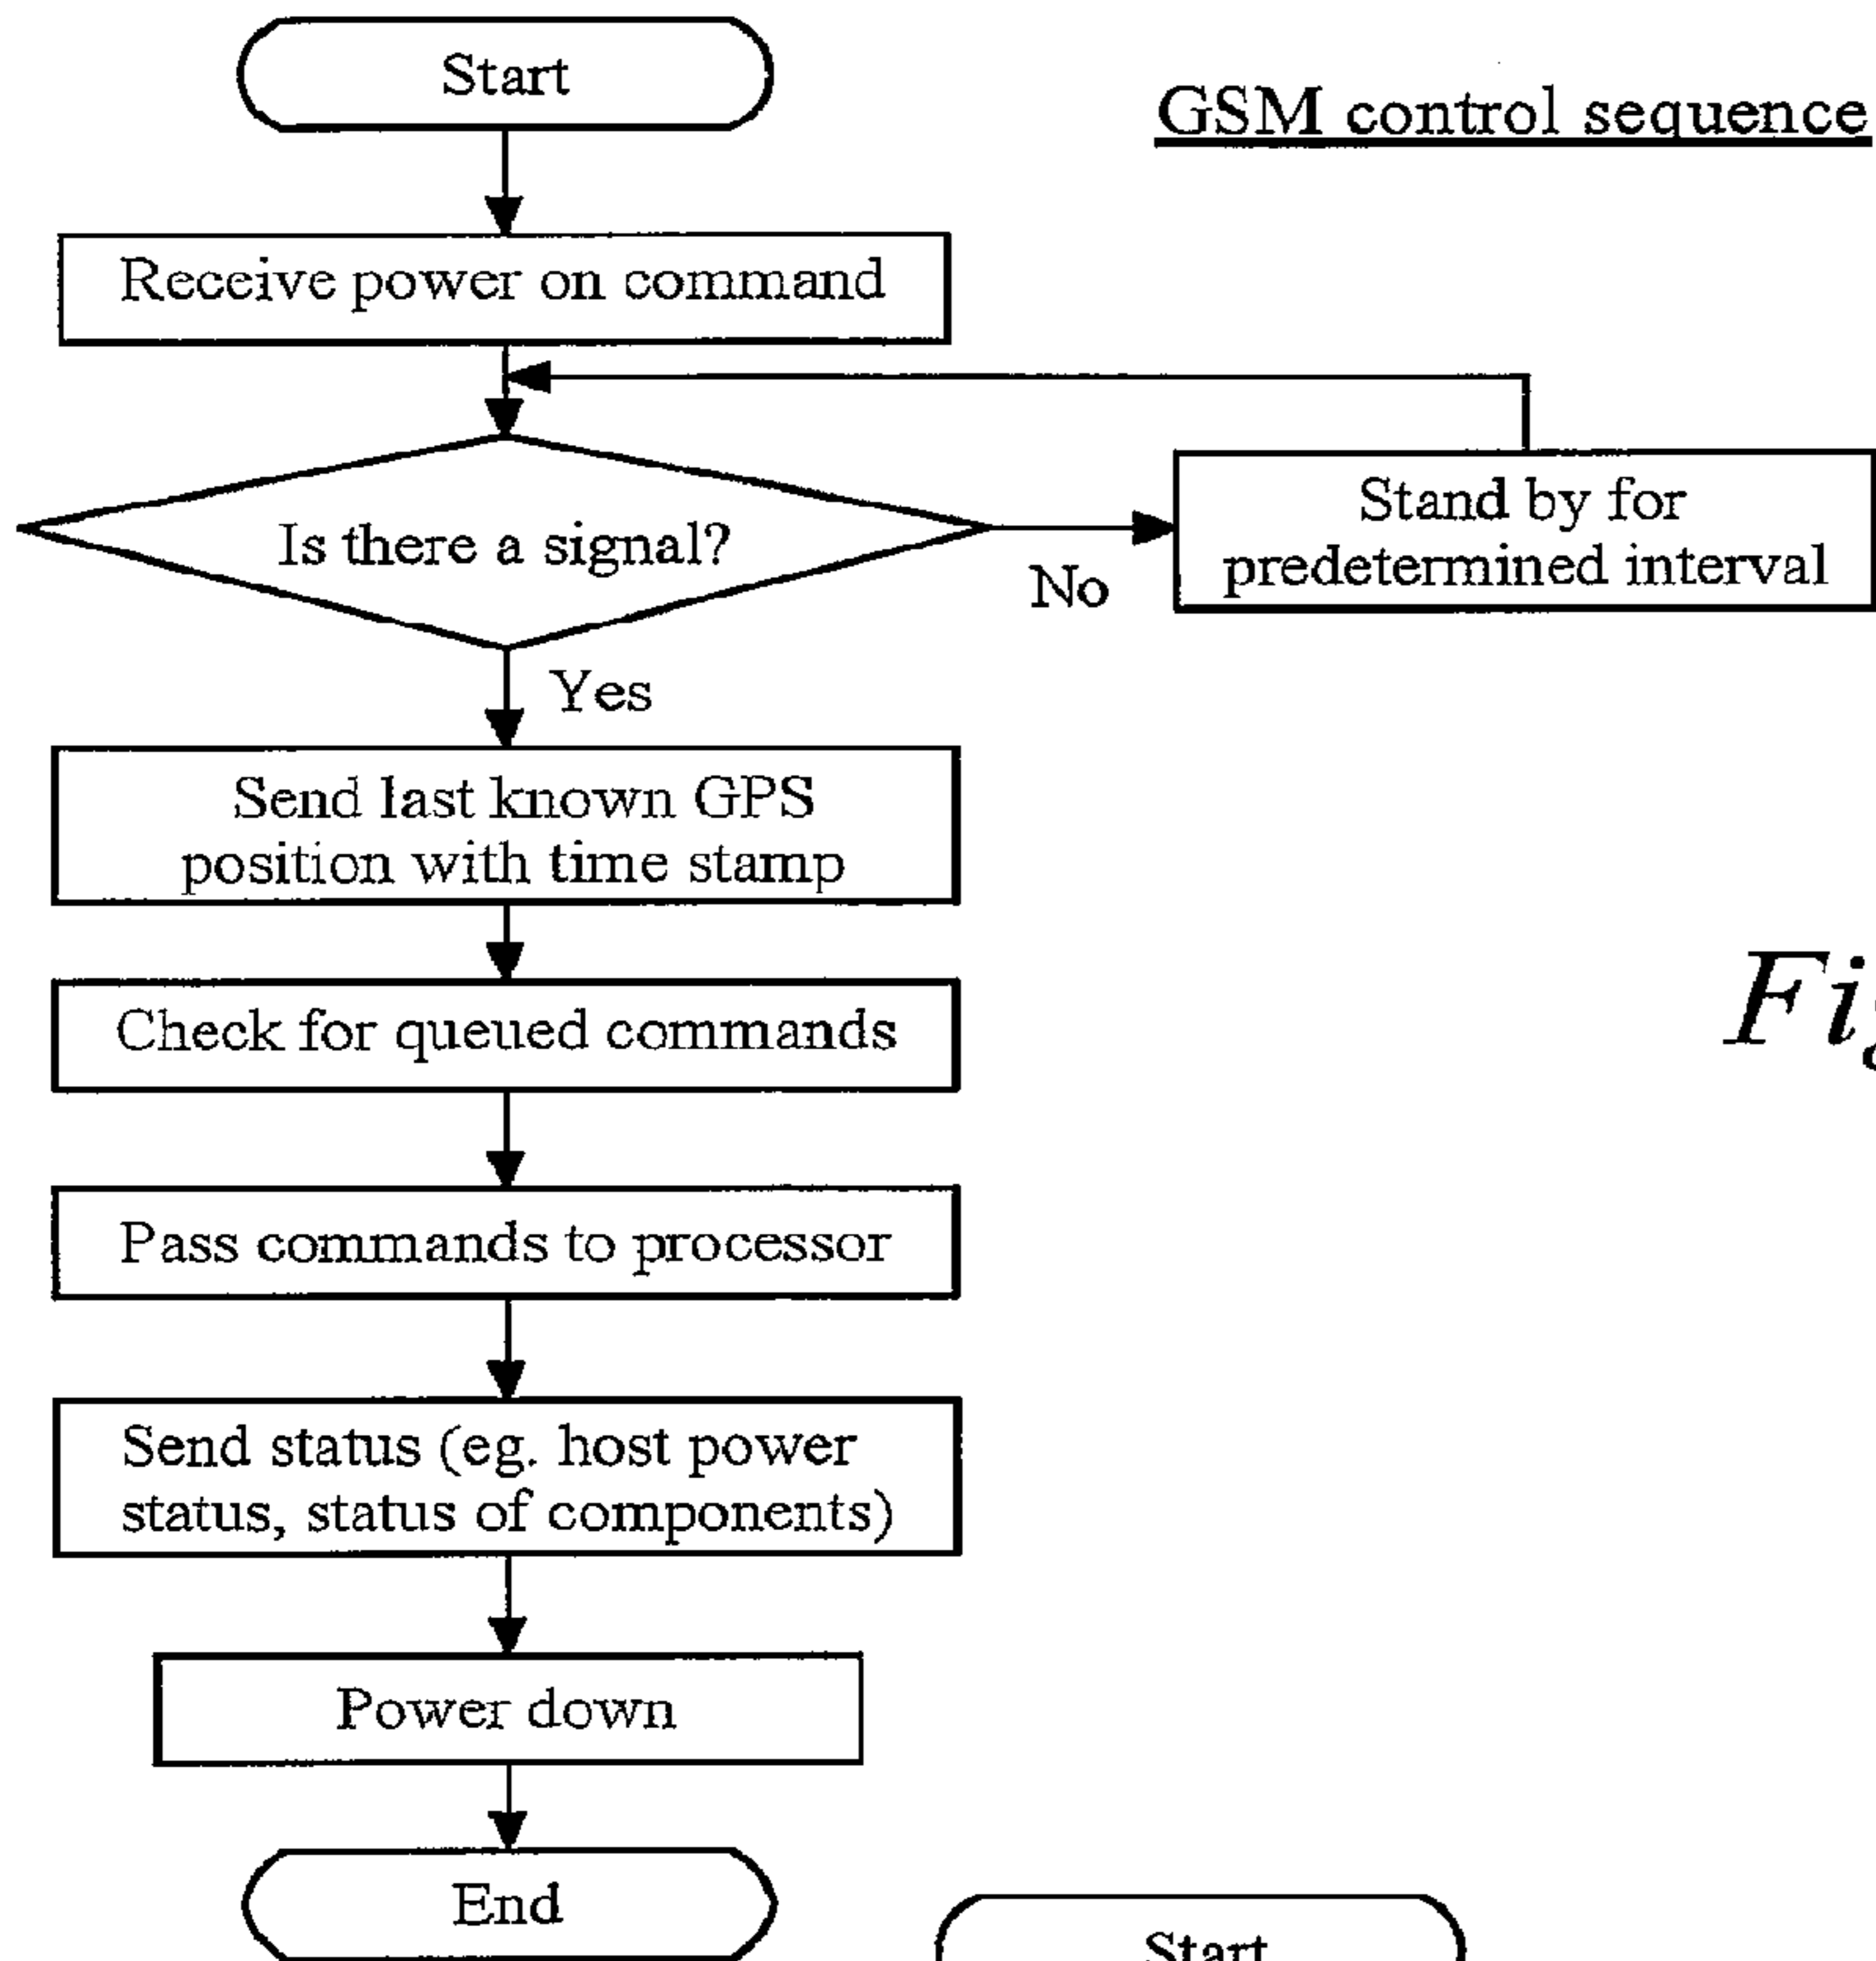 Start
GSM control sequence
Receive power on command
Is there a signal?
No
Stand by for
predetermined interval
Yes
Send last known GPS
position with time stamp
Check for queued commands
Pass commands to processor
Send status (eg. host power
status, status of components)
Power down
End
Start